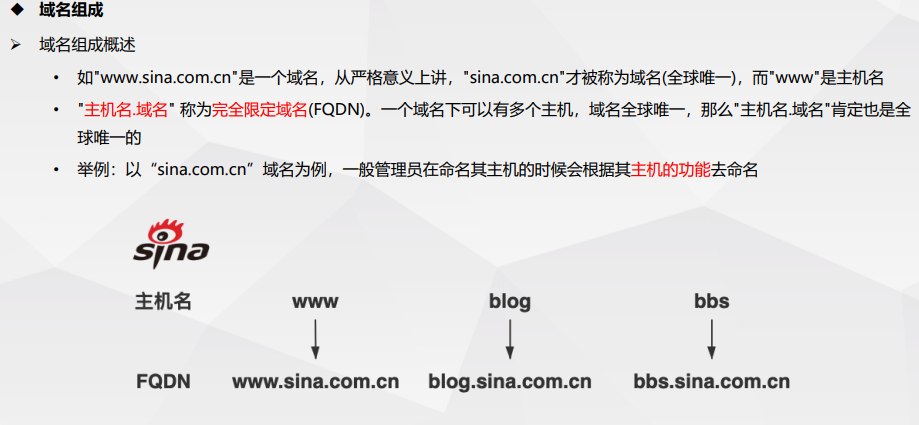 ◆ 域名组成
➢ 域名组成概述
• 如"www.sina.com.cn"是一个域名，从严格意义上讲，"sina.com.cn"才被称为域名(全球唯一)，而"www"是主机名
• "主机名.域名" 称为完全限定域名(FQDN)。一个域名下可以有多个主机，域名全球唯一，那么"主机名.域名"肯定也是全
球唯一的
• 举例：以“sina.com.cn”域名为例，一般管理员在命名其主机的时候会根据其主机的功能去命名
sina
主机名 www blog bbs
FQDN www.sina.com.cn blog.sina.com.cn bbs.sina.com.cn